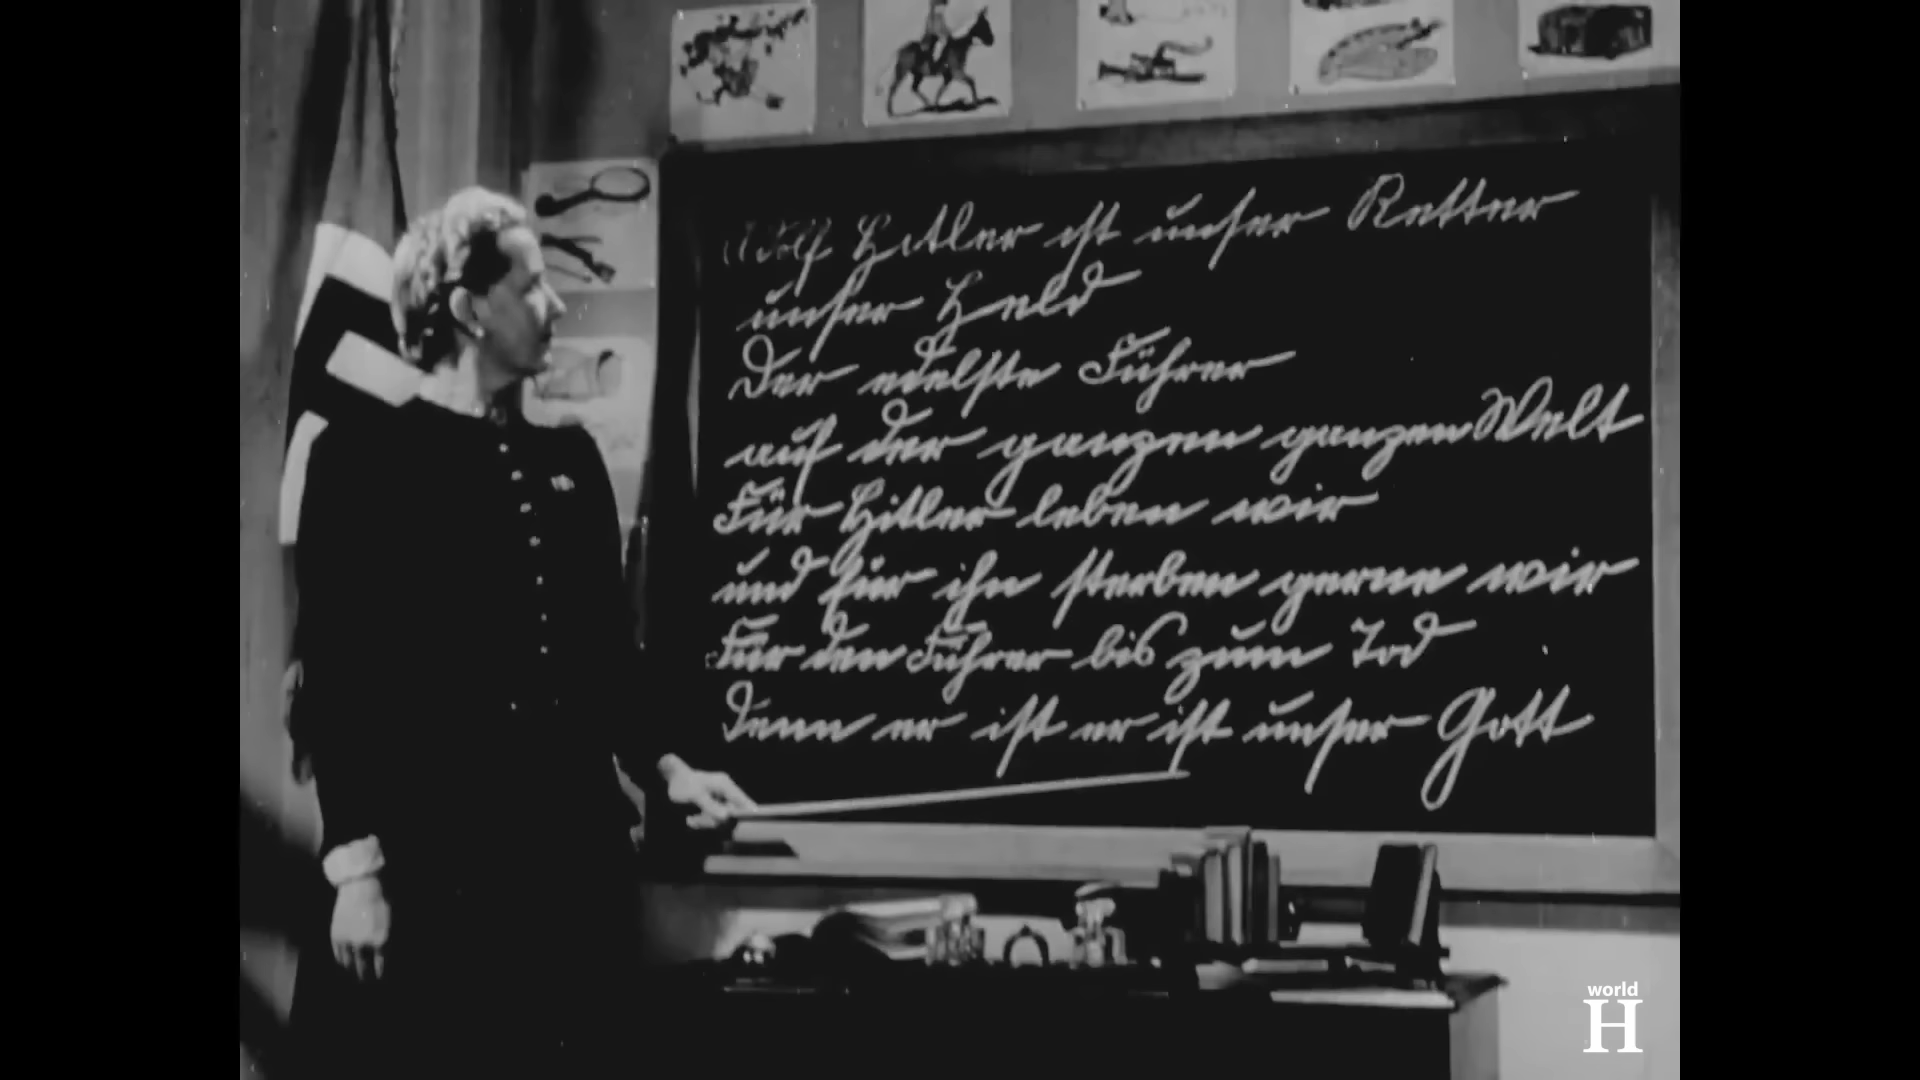 Adolf Hitler ist unser Retter
unser Held
Der edelste Führer
auf der ganzen ganzen Welt
Für Hitler leben wir
und für ihn sterben gerne wir
Für den Führer bis zum Tod
Denn er ist er ist unser Gott
world
H